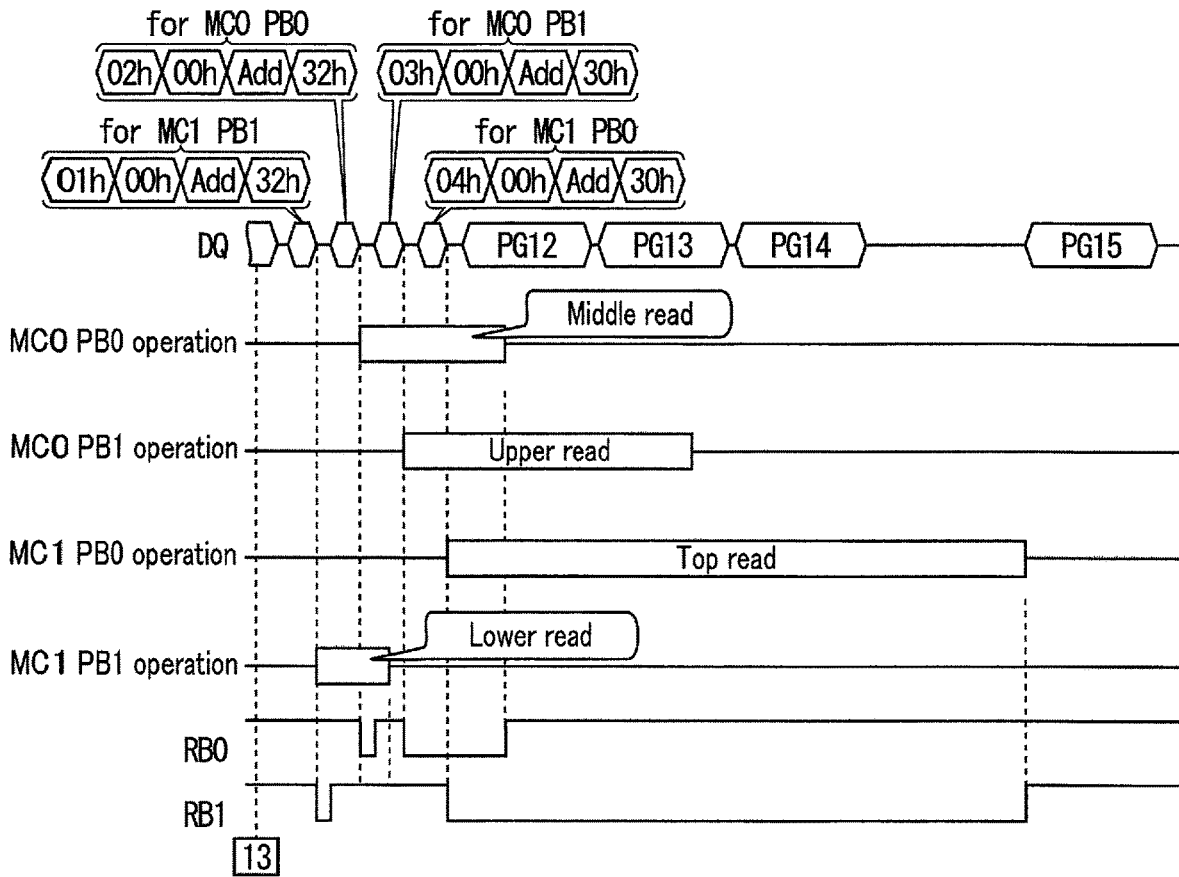 for MC0 PB0
for MC0 PB1
02h 00h Add 32h
03h 00h Add 30h
for MC1 PB1
for MC1 PB0
01h 00h Add 32h
04h 00h Add 30h
DQ PG12 PG13 PG14 PG15
Middle read
MC0 PB0 operation
MC0 PB1 operation Upper read
MC1 PB0 operation Top read
Lower read
MC1 PB1 operation
RB0
RB1
13